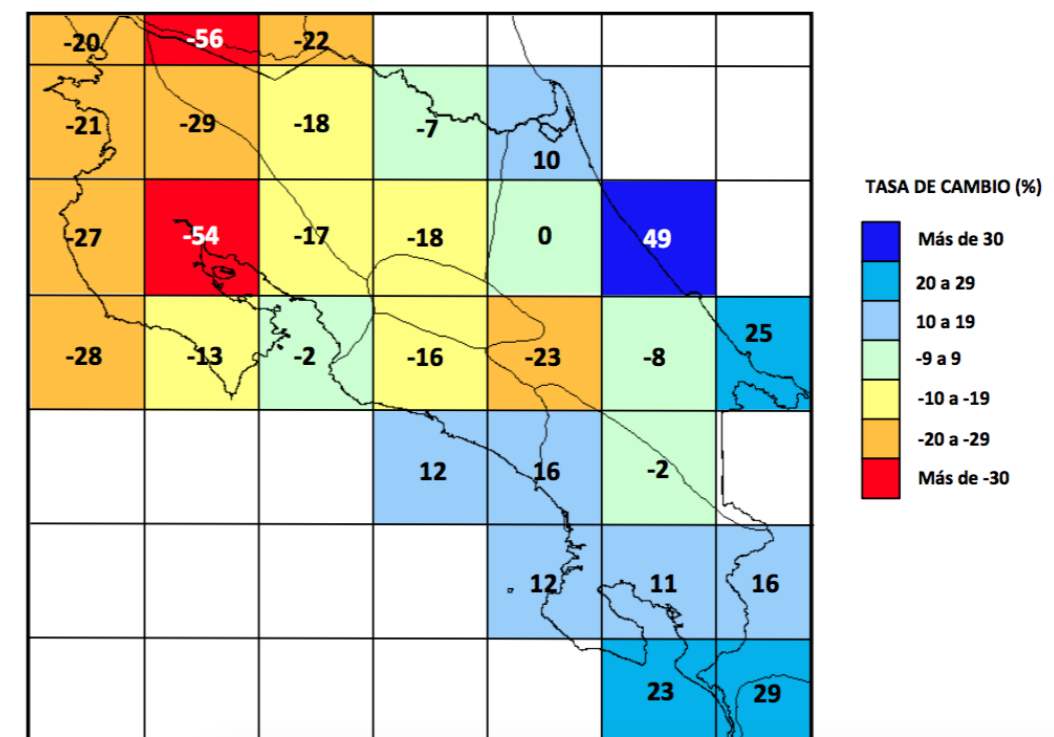 -20 -56 -22
-21 -29 -18 -7 10
TASA DE CAMBIO (%)
-27 -54 -17 -18 0 49
Más de 30
20 a 29
10 a 19
-9 a 9
-10 a -19
-20 a -29
Más de -30
-28 -13 -2 -16 -23 -8 25
12 16 -2
12 11 16
23 29